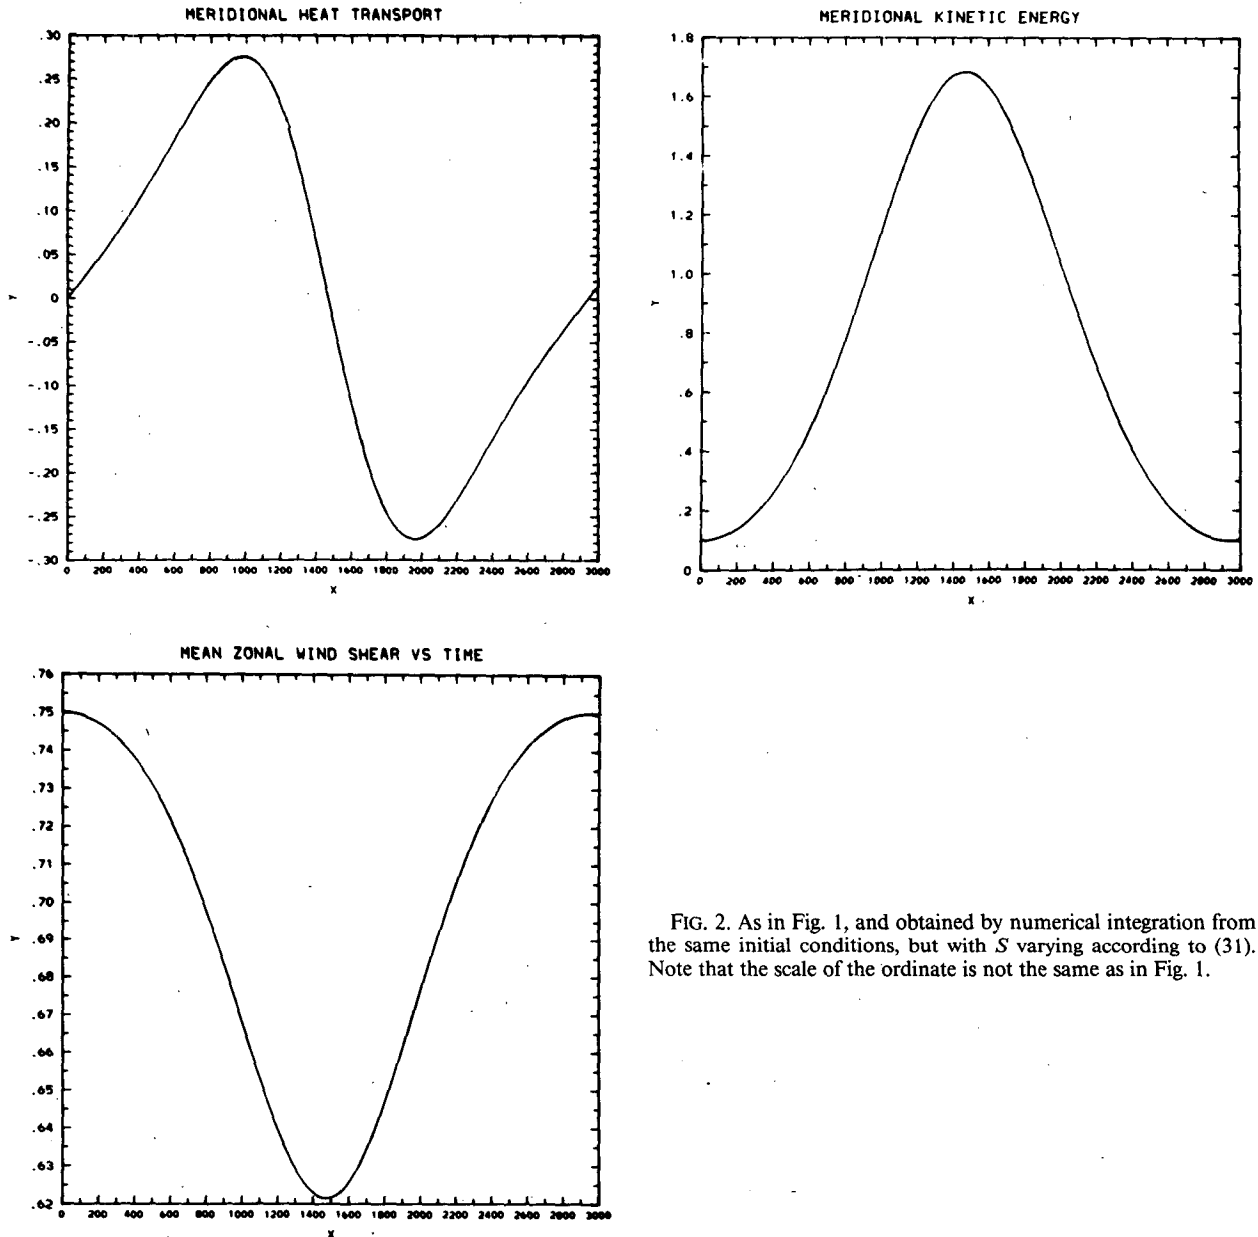 MERIDIONAL HEAT TRANSPORT
.30
.25
.20
.15
.10
.05
0
-.05
-.10
-.15
-.20
-.25
-.30
Y
0 200 400 600 800 1000 1200 1400 1600 1800 2000 2200 2400 2600 2800 3000
X
MERIDIONAL KINETIC ENERGY
1.8
1.6
1.4
1.2
1.0
.8
.6
.4
.2
0
Y
0 200 400 600 800 1000 1200 1400 1600 1800 2000 2200 2400 2600 2800 3000
X
MEAN ZONAL WIND SHEAR VS TIME
.76
.75
.74
.73
.72
.71
.70
.69
.68
.67
.66
.65
.64
.63
.62
Y
0 200 400 600 800 1000 1200 1400 1600 1800 2000 2200 2400 2600 2800 3000
X
FIG. 2. As in Fig. 1, and obtained by numerical integration from
the same initial conditions, but with S varying according to (31).
Note that the scale of the ordinate is not the same as in Fig. 1.